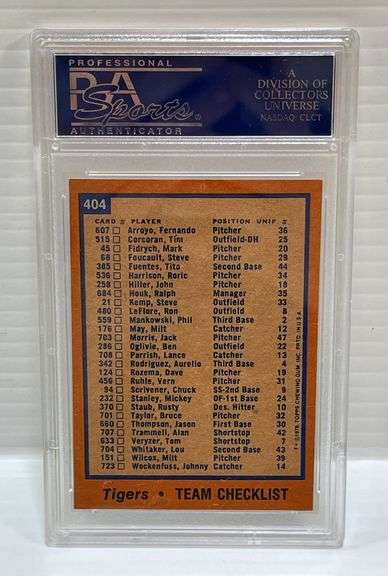 PROFESSIONAL
PSA
Sports®
AUTHENTICATOR
A
DIVISION OF
COLLECTORS
UNIVERSE
NASDAQ: CLCT
404
CARD # PLAYER POSITION UNIF #
607 Arroyo, Fernando Pitcher 36
515 Corcoran, Tim Outfield-DH 25
45 Fidrych, Mark Pitcher 20
68 Foucault, Steve Pitcher 29
385 Fuentes, Tito Second Base 44
536 Harrison, Roric Pitcher 34
258 Hiller, John Pitcher 18
684 Houk, Ralph Manager 35
21 Kemp, Steve Outfield 33
480 LeFlore, Ron Outfield 8
559 Mankowski, Phil Third Base 2
176 May, Milt Catcher 12
703 Morris, Jack Pitcher 47
286 Oglivie, Ben Outfield 22
708 Parrish, Lance Catcher 13
342 Rodriguez, Aurelio Third Base 4
124 Rozema, Dave Pitcher 19
456 Ruhle, Vern Pitcher 31
94 Scrivener, Chuck SS-2nd Base 9
232 Stanley, Mickey OF-1st Base 24
370 Staub, Rusty Des. Hitter 10
701 Taylor, Bruce Pitcher 32
660 Thompson, Jason First Base 30
707 Trammell, Alan Shortstop 42
633 Veryzer, Tom Shortstop 7
704 Whitaker, Lou Second Base 43
151 Wilcox, Milt Pitcher 39
723 Wockenfuss, Johnny Catcher 14
©1978 TOPPS CHEWING GUM, INC. PRTD. IN U.S.A.
Tigers • TEAM CHECKLIST